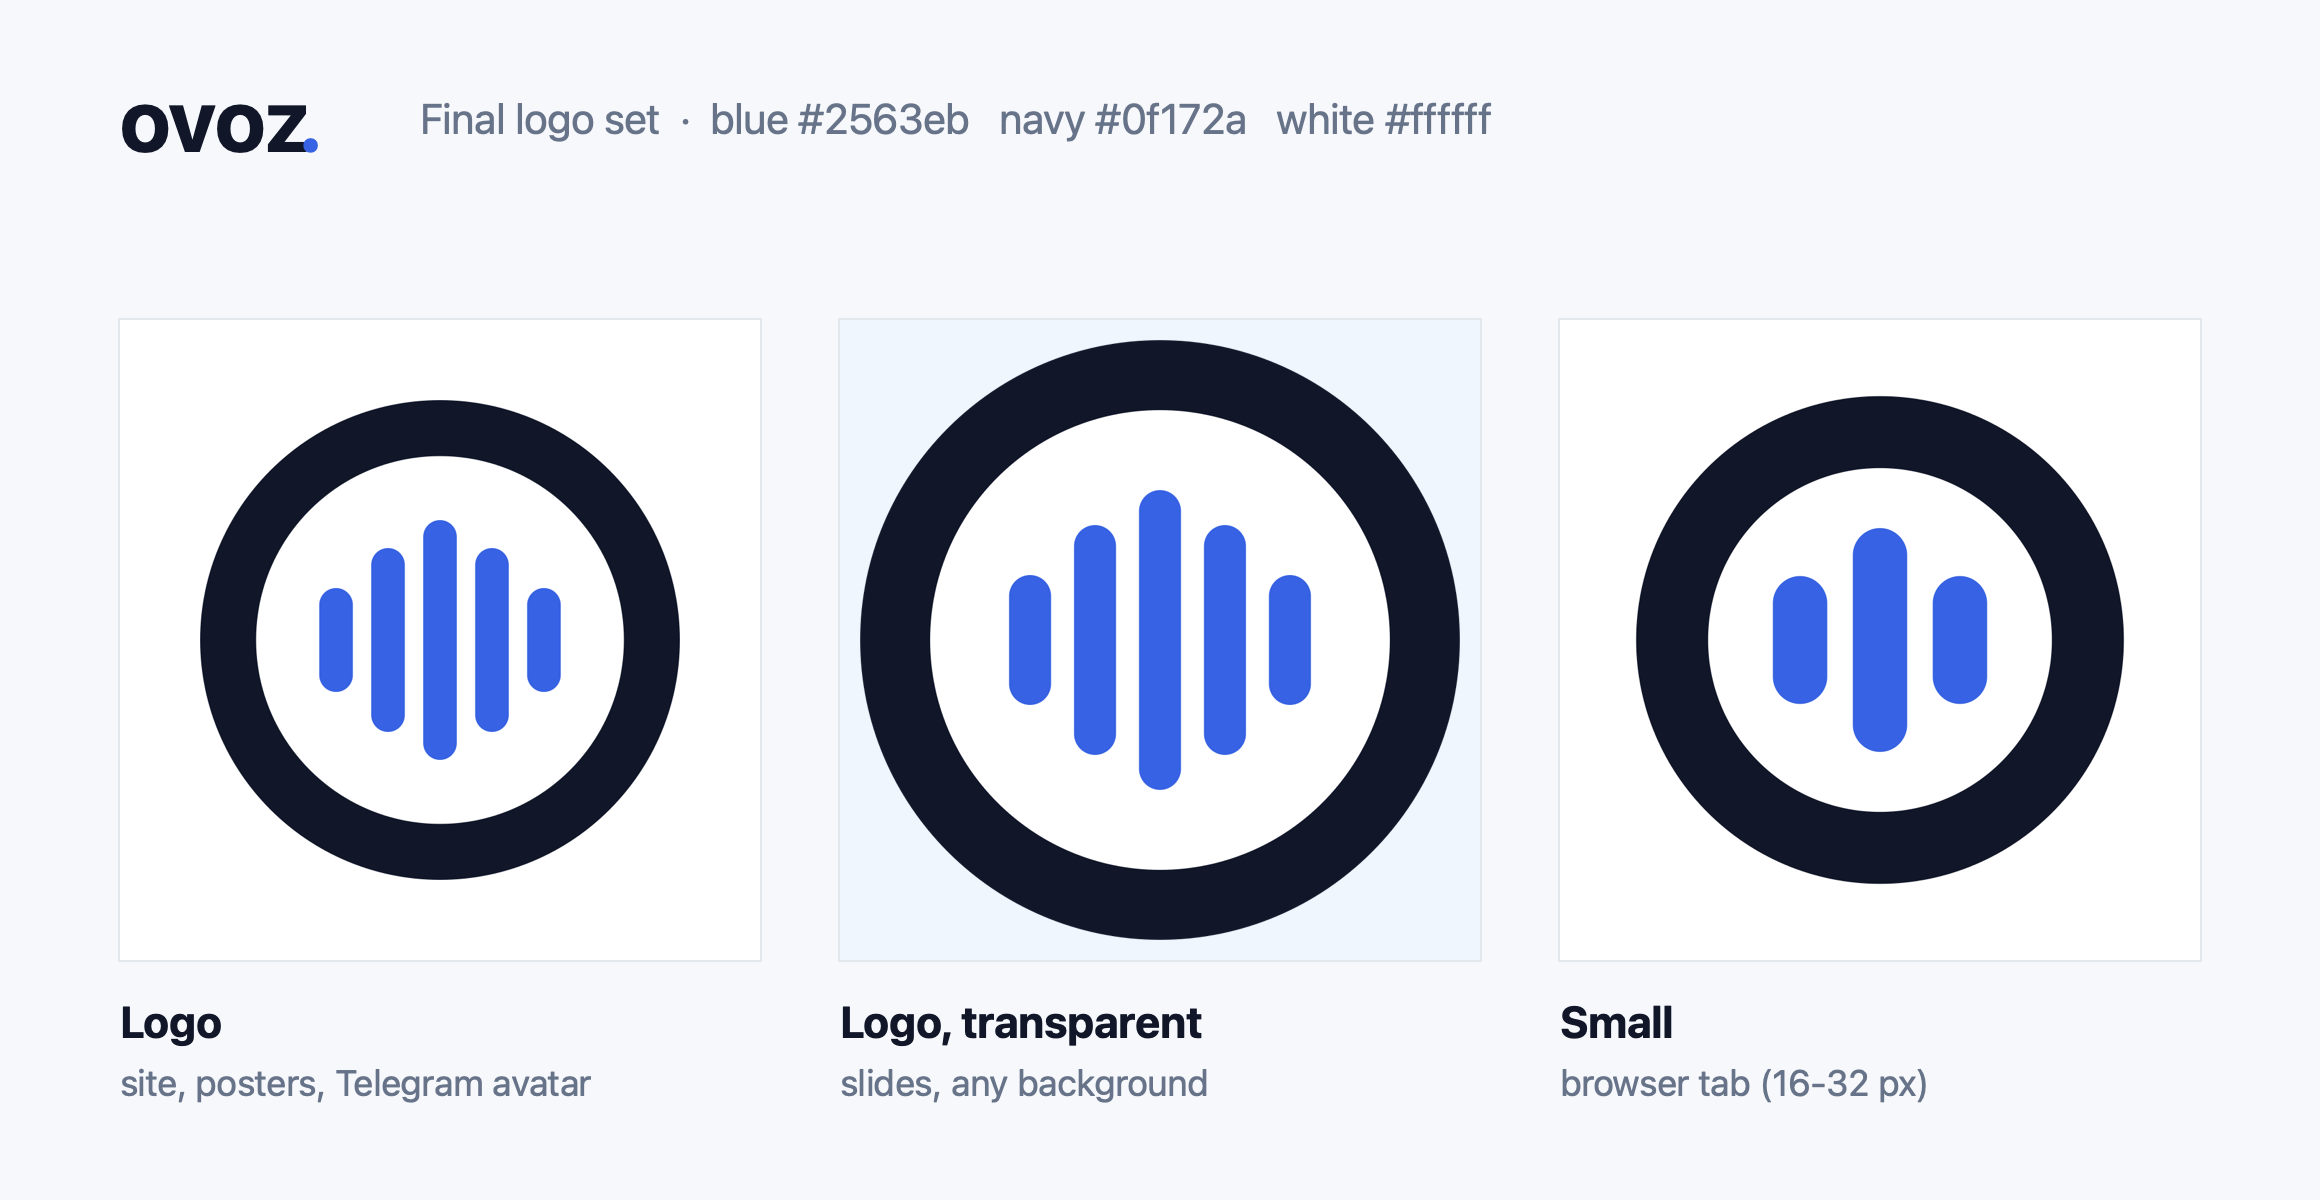 ovoz.
Final logo set · blue #2563eb navy #0f172a white #ffffff
Logo
site, posters, Telegram avatar
Logo, transparent
slides, any background
Small
browser tab (16-32 px)